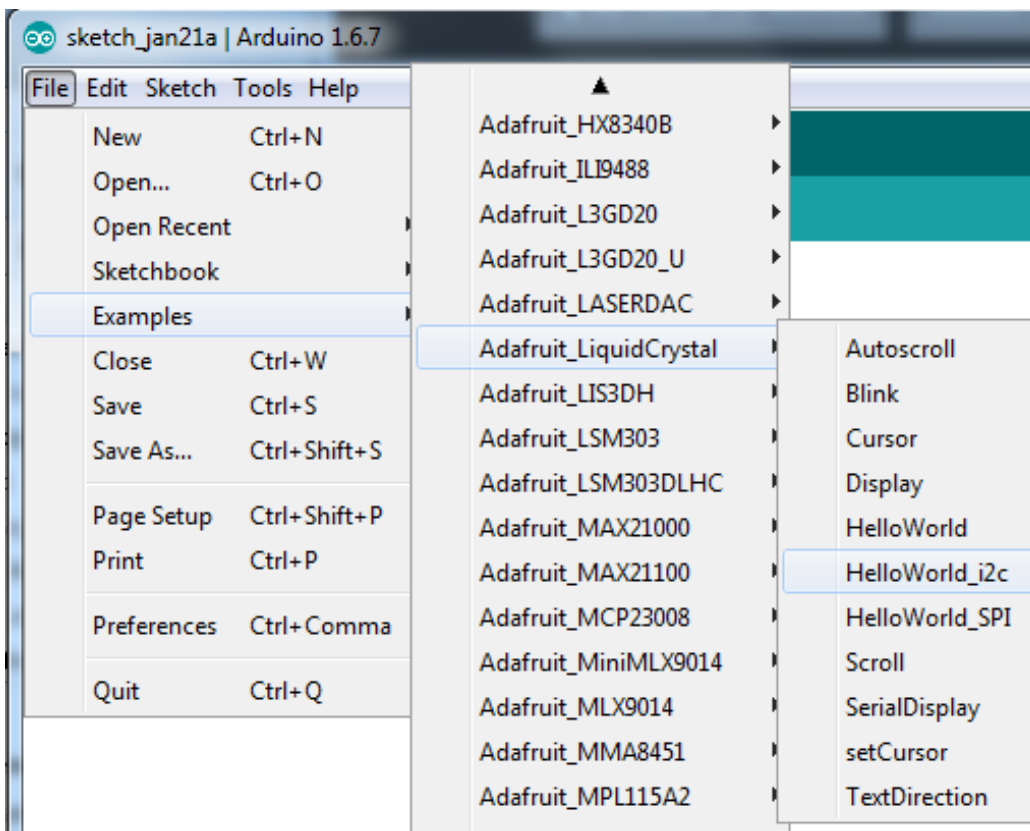 sketch_jan21a | Arduino 1.6.7
File Edit Sketch Tools Help
New Ctrl+N
Open... Ctrl+O
Open Recent
Sketchbook
Examples
Close Ctrl+W
Save Ctrl+S
Save As... Ctrl+Shift+S
Page Setup Ctrl+Shift+P
Print Ctrl+P
Preferences Ctrl+Comma
Quit Ctrl+Q
Adafruit_HX8340B
Adafruit_ILI9488
Adafruit_L3GD20
Adafruit_L3GD20_U
Adafruit_LASERDAC
Adafruit_LiquidCrystal
Adafruit_LIS3DH
Adafruit_LSM303
Adafruit_LSM303DLHC
Adafruit_MAX21000
Adafruit_MAX21100
Adafruit_MCP23008
Adafruit_MiniMLX9014
Adafruit_MLX9014
Adafruit_MMA8451
Adafruit_MPL115A2
Autoscroll
Blink
Cursor
Display
HelloWorld
HelloWorld_i2c
HelloWorld_SPI
Scroll
SerialDisplay
setCursor
TextDirection